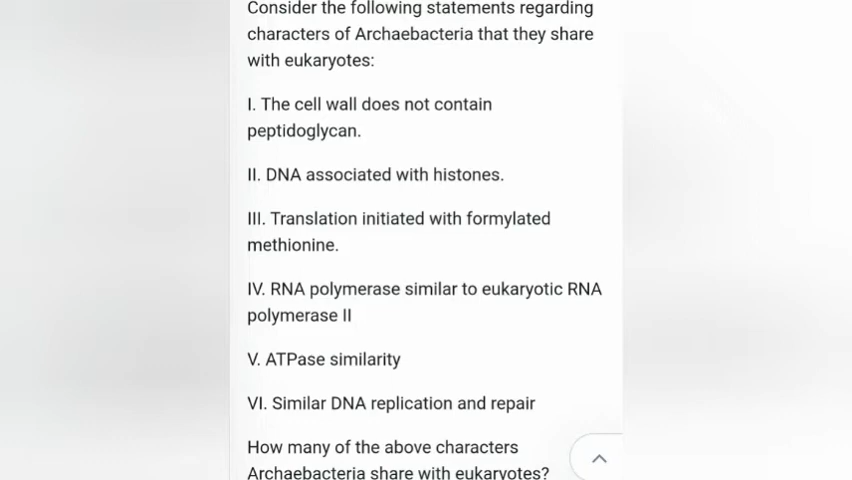 Consider the following statements regarding
characters of Archaebacteria that they share
with eukaryotes:
I. The cell wall does not contain
peptidoglycan.
II. DNA associated with histones.
III. Translation initiated with formylated
methionine.
IV. RNA polymerase similar to eukaryotic RNA
polymerase II
V. ATPase similarity
VI. Similar DNA replication and repair
How many of the above characters
Archaebacteria share with eukaryotes?